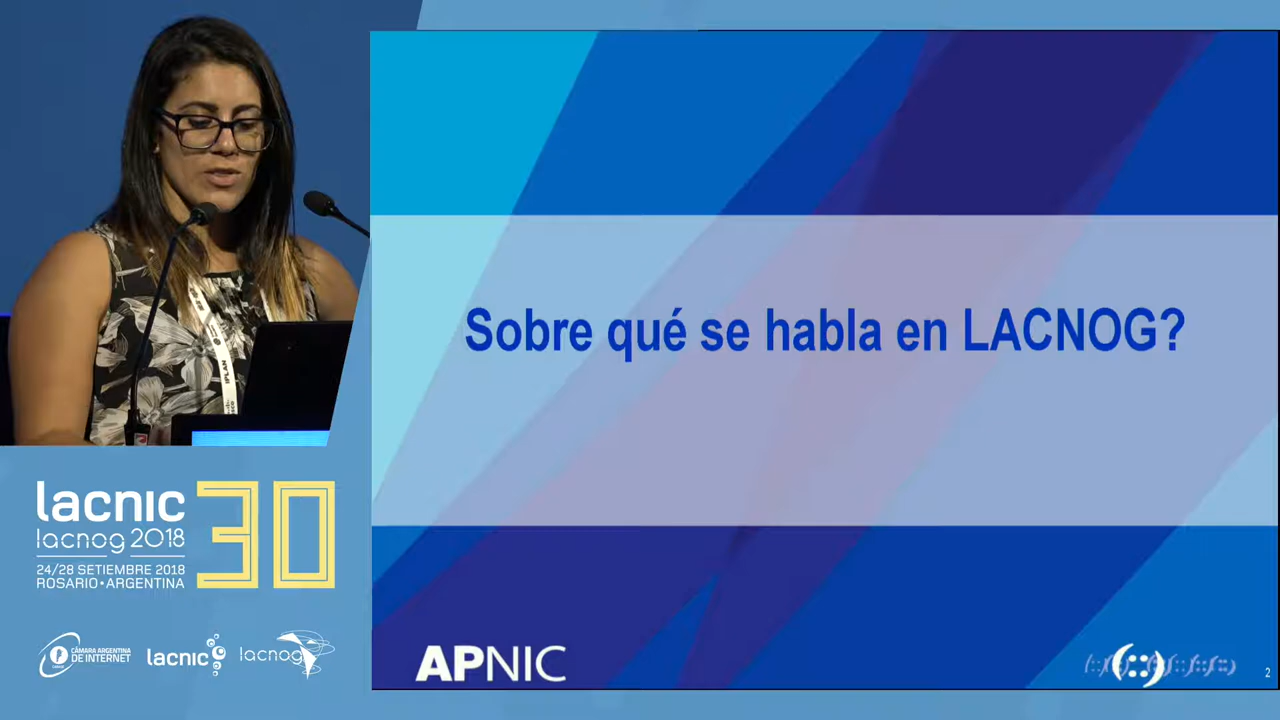 Sobre qué se habla en LACNOG?
APNIC
(::)
2
IPLAN
lacnic 30
lacnog 2018
24/28 SETIEMBRE 2018
ROSARIO • ARGENTINA
CÁMARA ARGENTINA
DE INTERNET
lacnic
lacnog